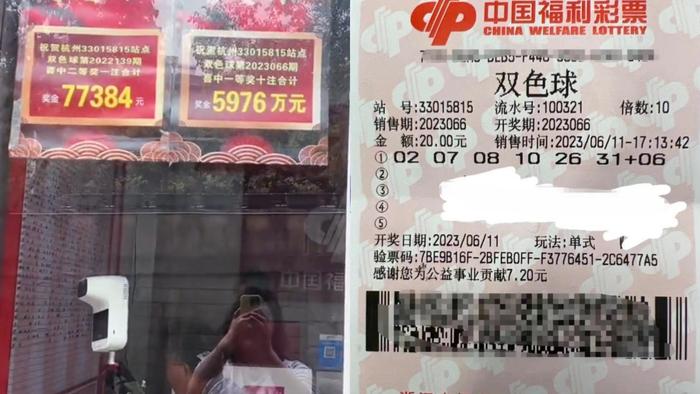 祝贺杭州33015815站点
双色球第2022139期
喜中二等奖一注合计
奖金 77384 元
祝贺杭州33015815站点
双色球第2023066期
喜中一等奖十注合计
奖金 5976 万元
中国福
中国福利彩票
CHINA WELFARE LOTTERY
双色球
站 号:33015815 流水号:100321 倍数:10
销售期:2023066 开奖期:2023066
金 额:20.00元 销售时间:2023/06/11-17:13:42
① 02 07 08 10 26 31+06
②
③
④
⑤
开奖日期:2023/06/11 玩法:单式
验票码:7BE9B16F-2BFEB0FF-F3776451-2C6477A5
感谢您为公益事业贡献7.20元